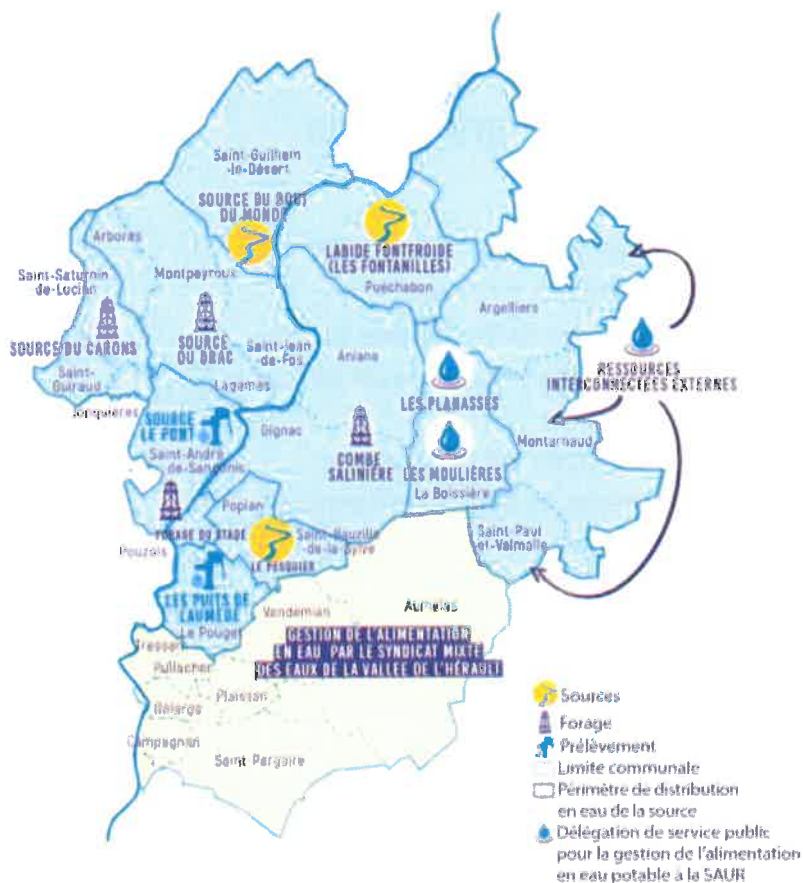 Saint-Guilhem
-le-Désert
SOURCE DU BOUT
DU MONDE
LABIDE FONTFROIDE
(LES FONTANILLES)
Puéchabon
Arboras
Saint-Saturnin
de-Lucian
Montpeyroux
Argelliers
SOURCE DU CARONS
SOURCE
DU DRAC
Saint-Jean
de-Fos
Aniane
RESSOURCES
INTERCONNECTÉES EXTERNES
Saint-
Guiraud
Lagamas
LES PLANASSES
Jonquières
SOURCE
LE PONT
Gignac
Montarnaud
Saint-André
de-Sangonis
COMBE
SALINIÈRE
LES MOULIÈRES
La Boissière
Popian
FORAGE DU STADE
Saint-Bauzille
-de-la-Sylve
Saint-Paul
-et-Valmalle
Pouzols
LE PESQUIER
LES PUITS DE
L'AUMÈDE
Vendémian
Aumelas
Le Pouget
GESTION DE L'ALIMENTATION
EN EAU PAR LE SYNDICAT MIXTE
DES EAUX DE LA VALLÉE DE L'HÉRAULT
Tressan
Puilacher
Plaissan
Bélarga
Campagnan
Saint-Pargoire
Sources
Forage
Prélèvement
Limite communale
Périmètre de distribution
en eau de la source
Délégation de service public
pour la gestion de l'alimentation
en eau potable à la SAUR